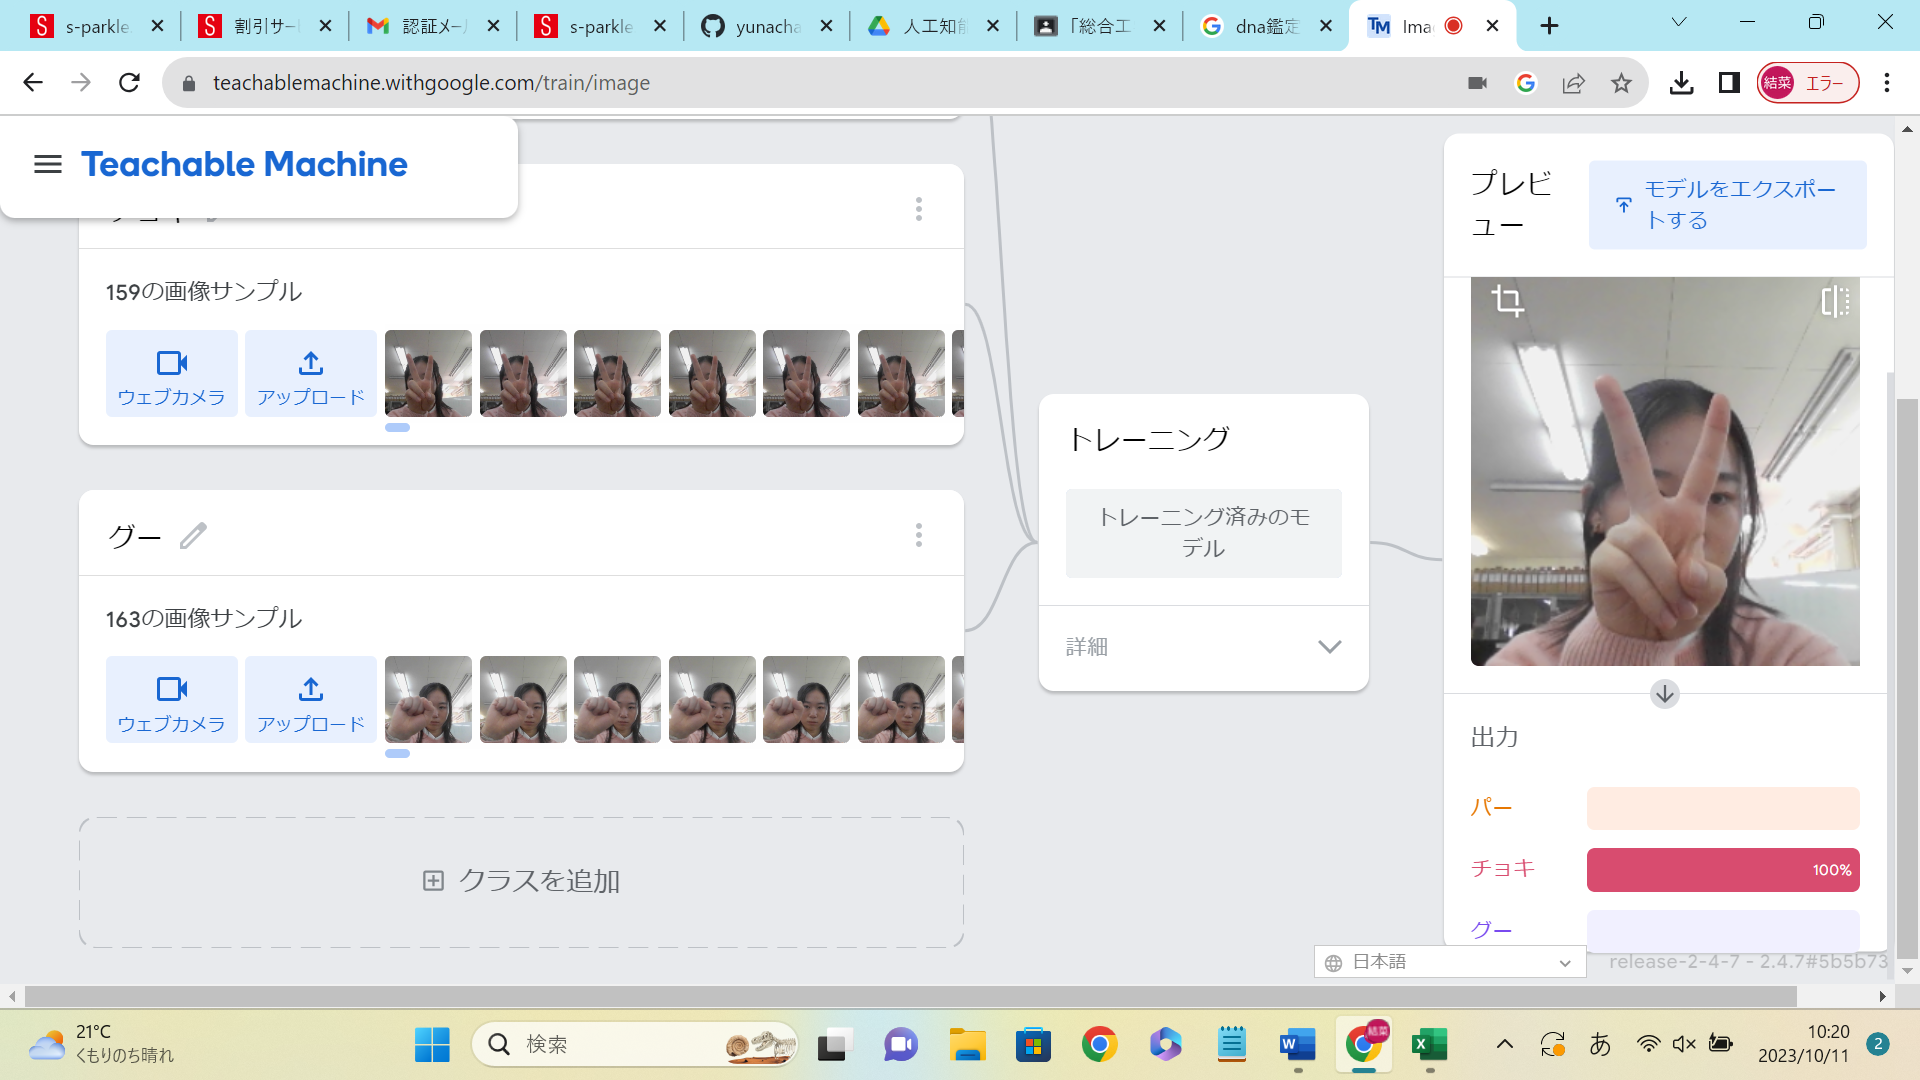 s-parkle
割引サー
認証メール
s-parkle
yunacha
人工知能
「総合工
dna鑑定
Ima
teachablemachine.withgoogle.com/train/image
結菜 エラー
Teachable Machine
159の画像サンプル
ウェブカメラ
アップロード
グー
163の画像サンプル
ウェブカメラ
アップロード
クラスを追加
トレーニング
トレーニング済みのモ
デル
詳細
プレビ
ュー
モデルをエクスポー
トする
出力
パー
チョキ
100%
グー
日本語
release-2-4-7 - 2.4.7#5b5b73
21°C
くもりのち晴れ
検索
結菜
あ
10:20
2023/10/11
2